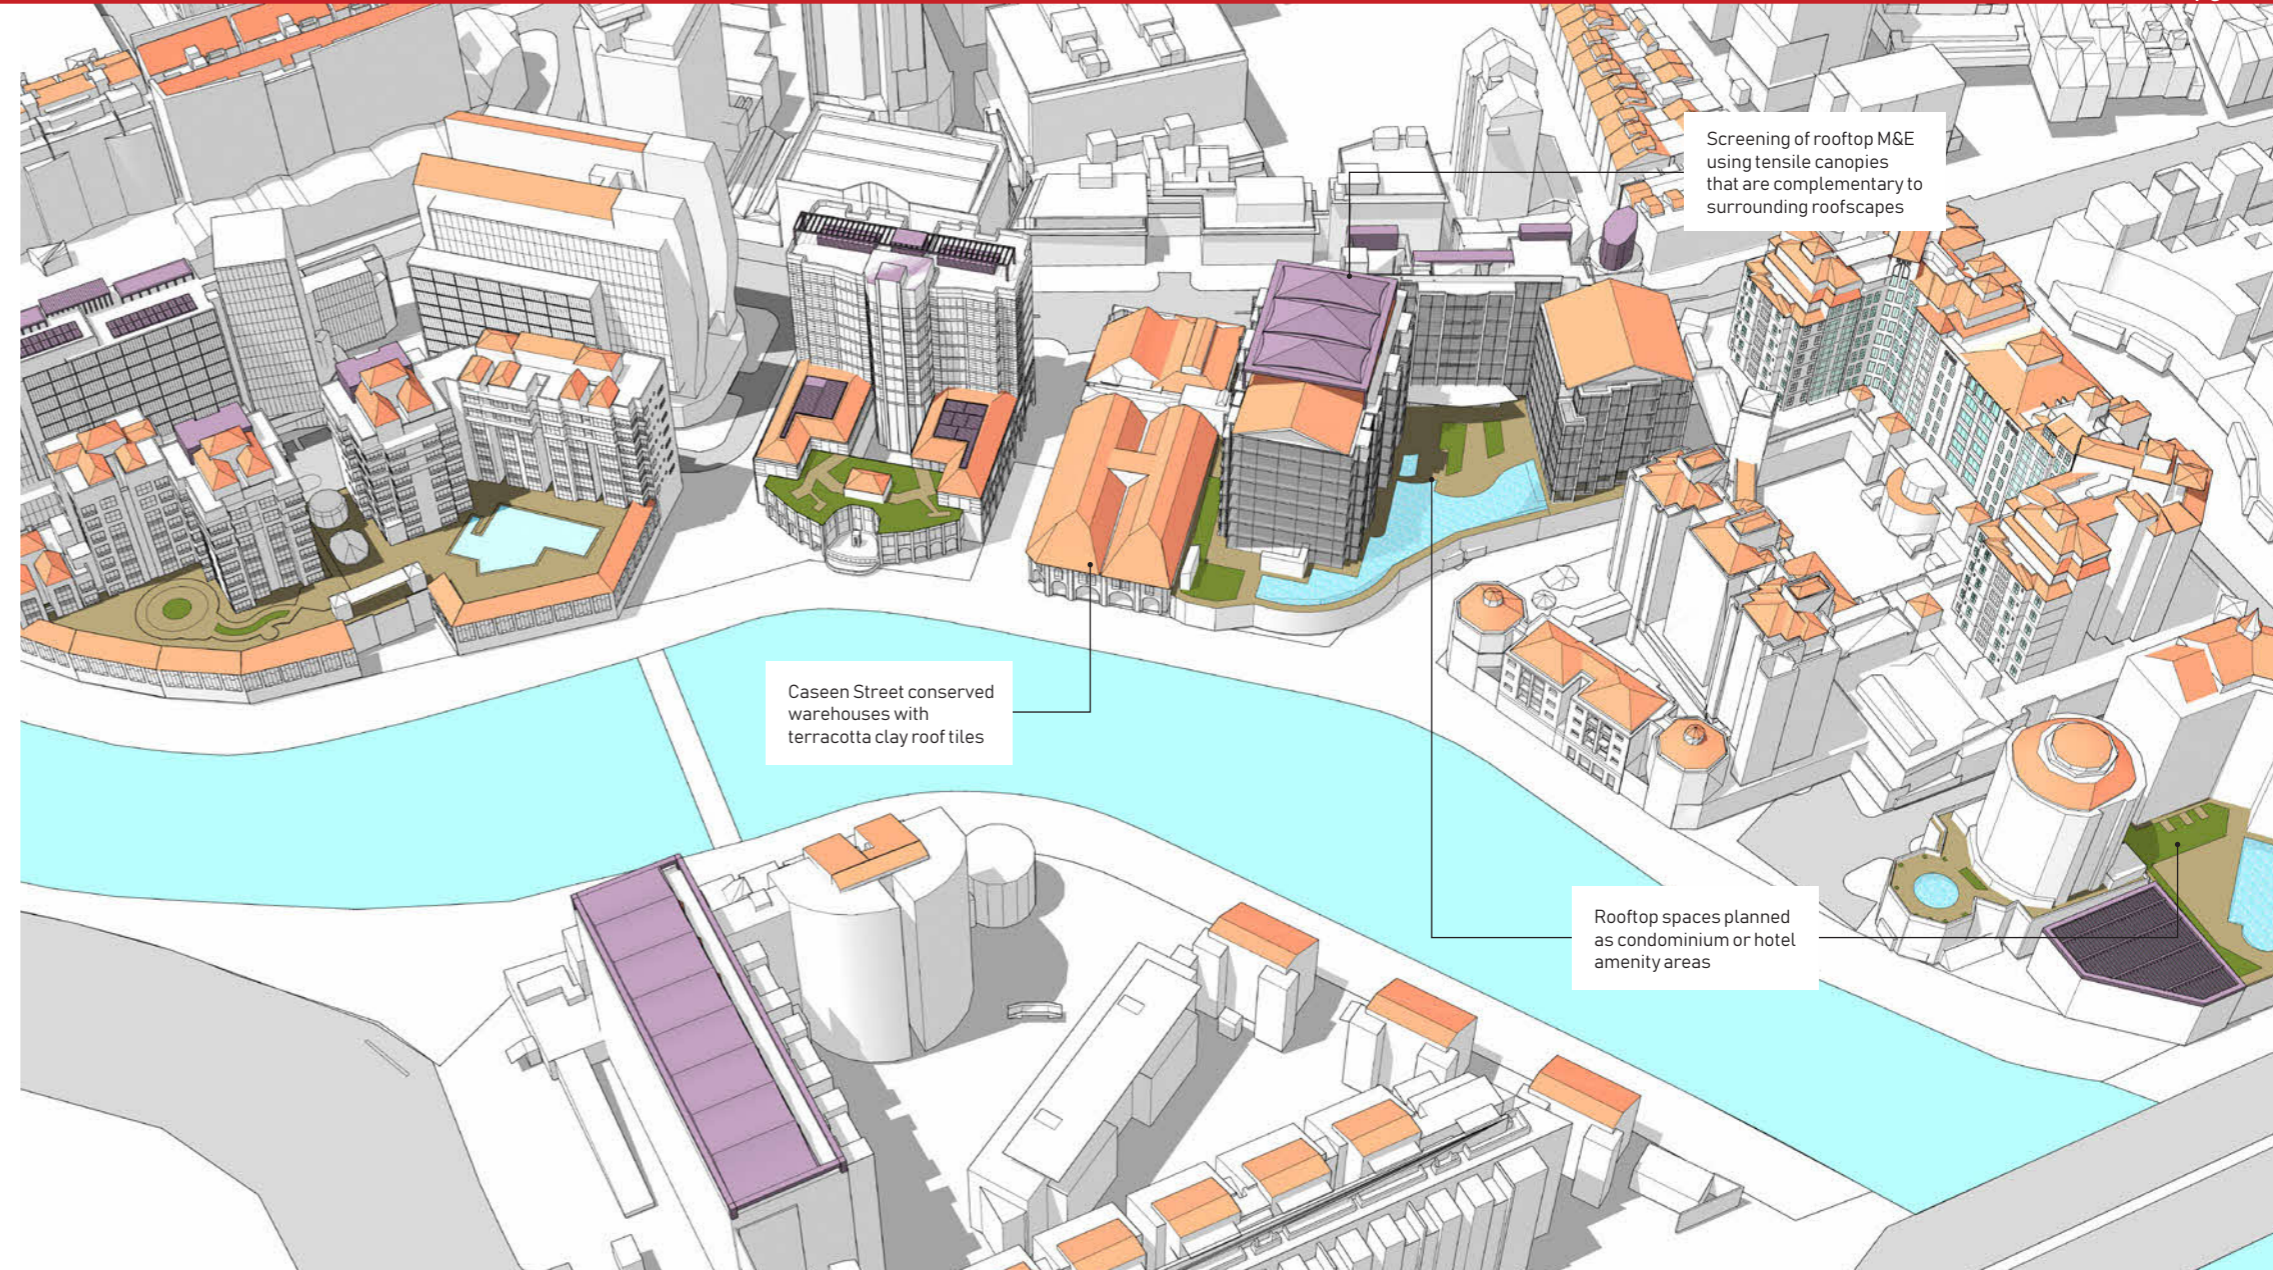 Screening of rooftop M&E
using tensile canopies
that are complementary to
surrounding roofscapes
Caseen Street conserved
warehouses with
terracotta clay roof tiles
Rooftop spaces planned
as condominium or hotel
amenity areas